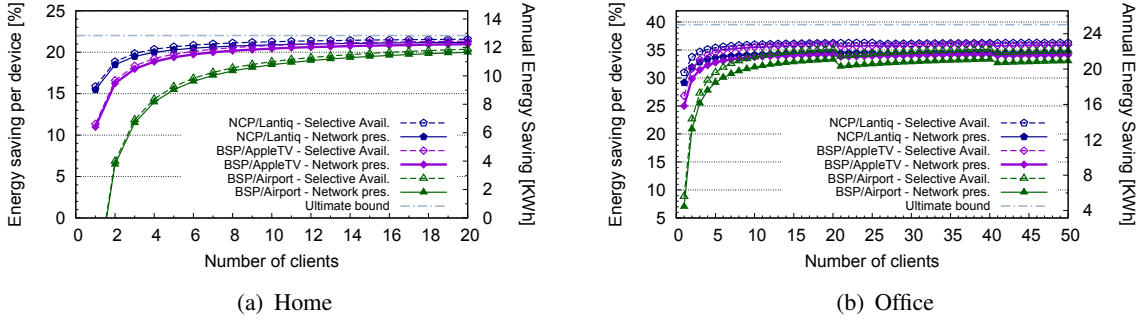 Energy saving per device [%]
25
20
15
10
5
0
14
12
10
8
6
4
2
0
Annual Energy Saving [KWh]
NCP/Lantiq - Selective Avail.
NCP/Lantiq - Network pres.
BSP/AppleTV - Selective Avail.
BSP/AppleTV - Network pres.
BSP/Airport - Selective Avail.
BSP/Airport - Network pres.
Ultimate bound
0 2 4 6 8 10 12 14 16 18 20
Number of clients
(a) Home
Energy saving per device [%]
40
35
30
25
20
15
10
5
24
20
16
12
8
4
Annual Energy Saving [KWh]
NCP/Lantiq - Selective Avail.
NCP/Lantiq - Network pres.
BSP/AppleTV - Selective Avail.
BSP/AppleTV - Network pres.
BSP/Airport - Selective Avail.
BSP/Airport - Network pres.
Ultimate bound
0 5 10 15 20 25 30 35 40 45 50
Number of clients
(b) Office